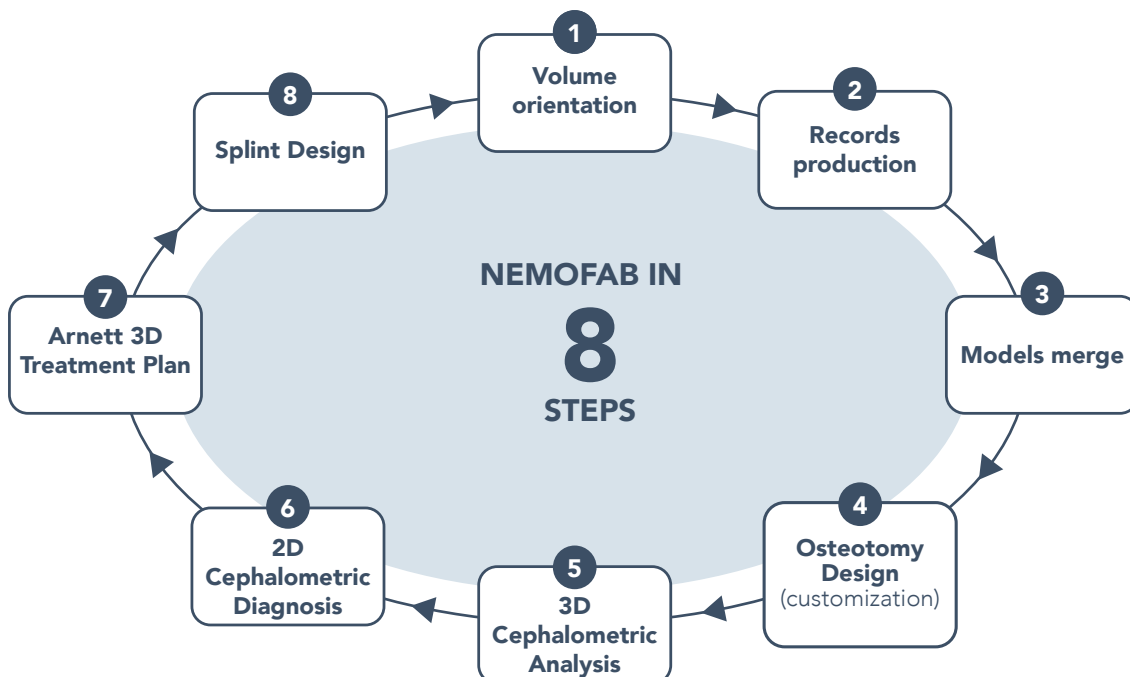 1
Volume
orientation
2
Records
production
3
Models merge
4
Osteotomy
Design
(customization)
5
3D
Cephalometric
Analysis
6
2D
Cephalometric
Diagnosis
7
Arnett 3D
Treatment Plan
8
Splint Design
NEMOFAB IN
8
STEPS